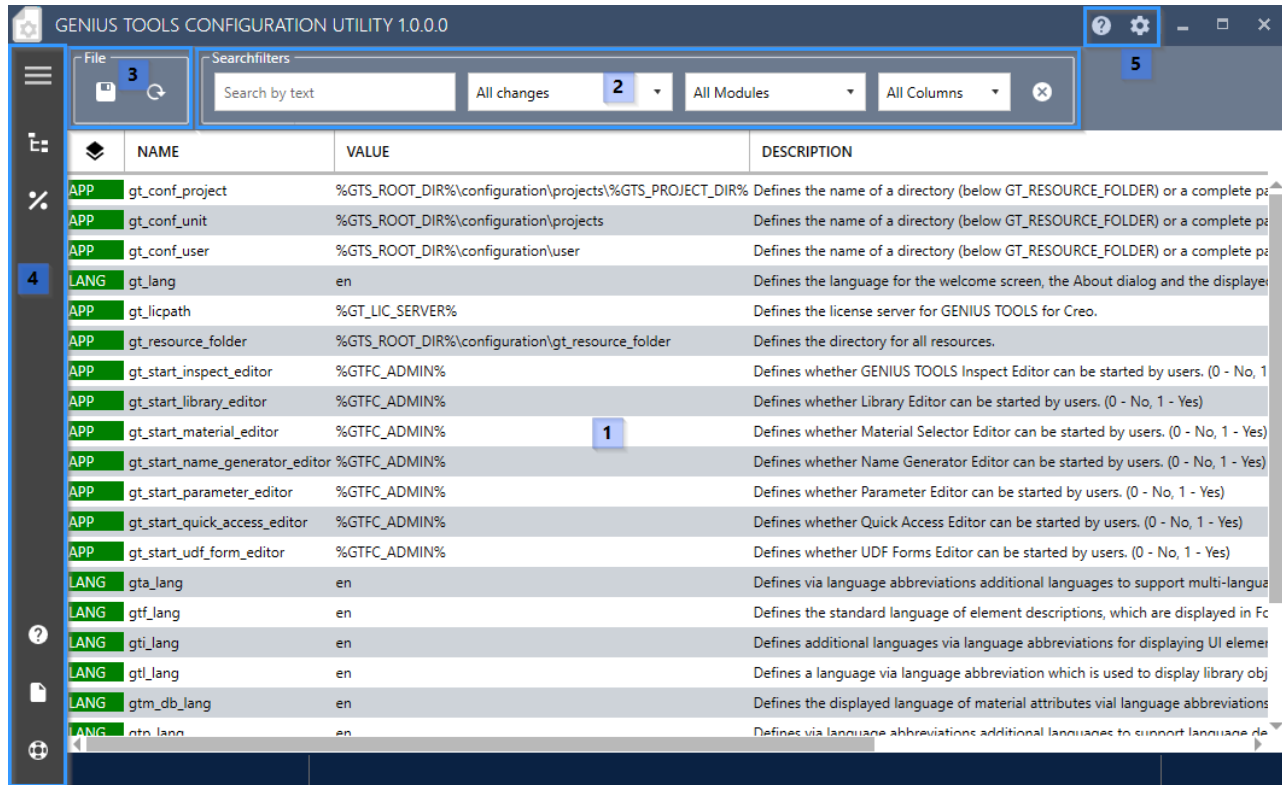 GENIUS TOOLS CONFIGURATION UTILITY 1.0.0.0
5
File
3
Searchfilters
Search by text
All changes
2
All Modules
All Columns
NAME VALUE DESCRIPTION
APP gt_conf_project %GTS_ROOT_DIR%\configuration\projects\%GTS_PROJECT_DIR% Defines the name of a directory (below GT_RESOURCE_FOLDER) or a complete pa
APP gt_conf_unit %GTS_ROOT_DIR%\configuration\projects Defines the name of a directory (below GT_RESOURCE_FOLDER) or a complete pa
APP gt_conf_user %GTS_ROOT_DIR%\configuration\user Defines the name of a directory (below GT_RESOURCE_FOLDER) or a complete pa
4
LANG gt_lang en Defines the language for the welcome screen, the About dialog and the displayed
APP gt_licpath %GT_LIC_SERVER% Defines the license server for GENIUS TOOLS for Creo.
APP gt_resource_folder %GTS_ROOT_DIR%\configuration\gt_resource_folder Defines the directory for all resources.
APP gt_start_inspect_editor %GTFC_ADMIN% Defines whether GENIUS TOOLS Inspect Editor can be started by users. (0 - No, 1
APP gt_start_library_editor %GTFC_ADMIN% Defines whether Library Editor can be started by users. (0 - No, 1 - Yes)
APP gt_start_material_editor %GTFC_ADMIN% 1 Defines whether Material Selector Editor can be started by users. (0 - No, 1 - Yes)
APP gt_start_name_generator_editor %GTFC_ADMIN% Defines whether Name Generator Editor can be started by users. (0 - No, 1 - Yes)
APP gt_start_parameter_editor %GTFC_ADMIN% Defines whether Parameter Editor can be started by users. (0 - No, 1 - Yes)
APP gt_start_quick_access_editor %GTFC_ADMIN% Defines whether Quick Access Editor can be started by users. (0 - No, 1 - Yes)
APP gt_start_udf_form_editor %GTFC_ADMIN% Defines whether UDF Forms Editor can be started by users. (0 - No, 1 - Yes)
LANG gta_lang en Defines via language abbreviations additional languages to support multi-langua
LANG gtf_lang en Defines the standard language of element descriptions, which are displayed in Fo
LANG gti_lang en Defines additional languages via language abbreviations for displaying UI elemen
LANG gtl_lang en Defines a language via language abbreviation which is used to display library obj
LANG gtm_db_lang en Defines the displayed language of material attributes vial language abbreviations
LANG gtp_lang en Defines via language abbreviations additional languages to support language de